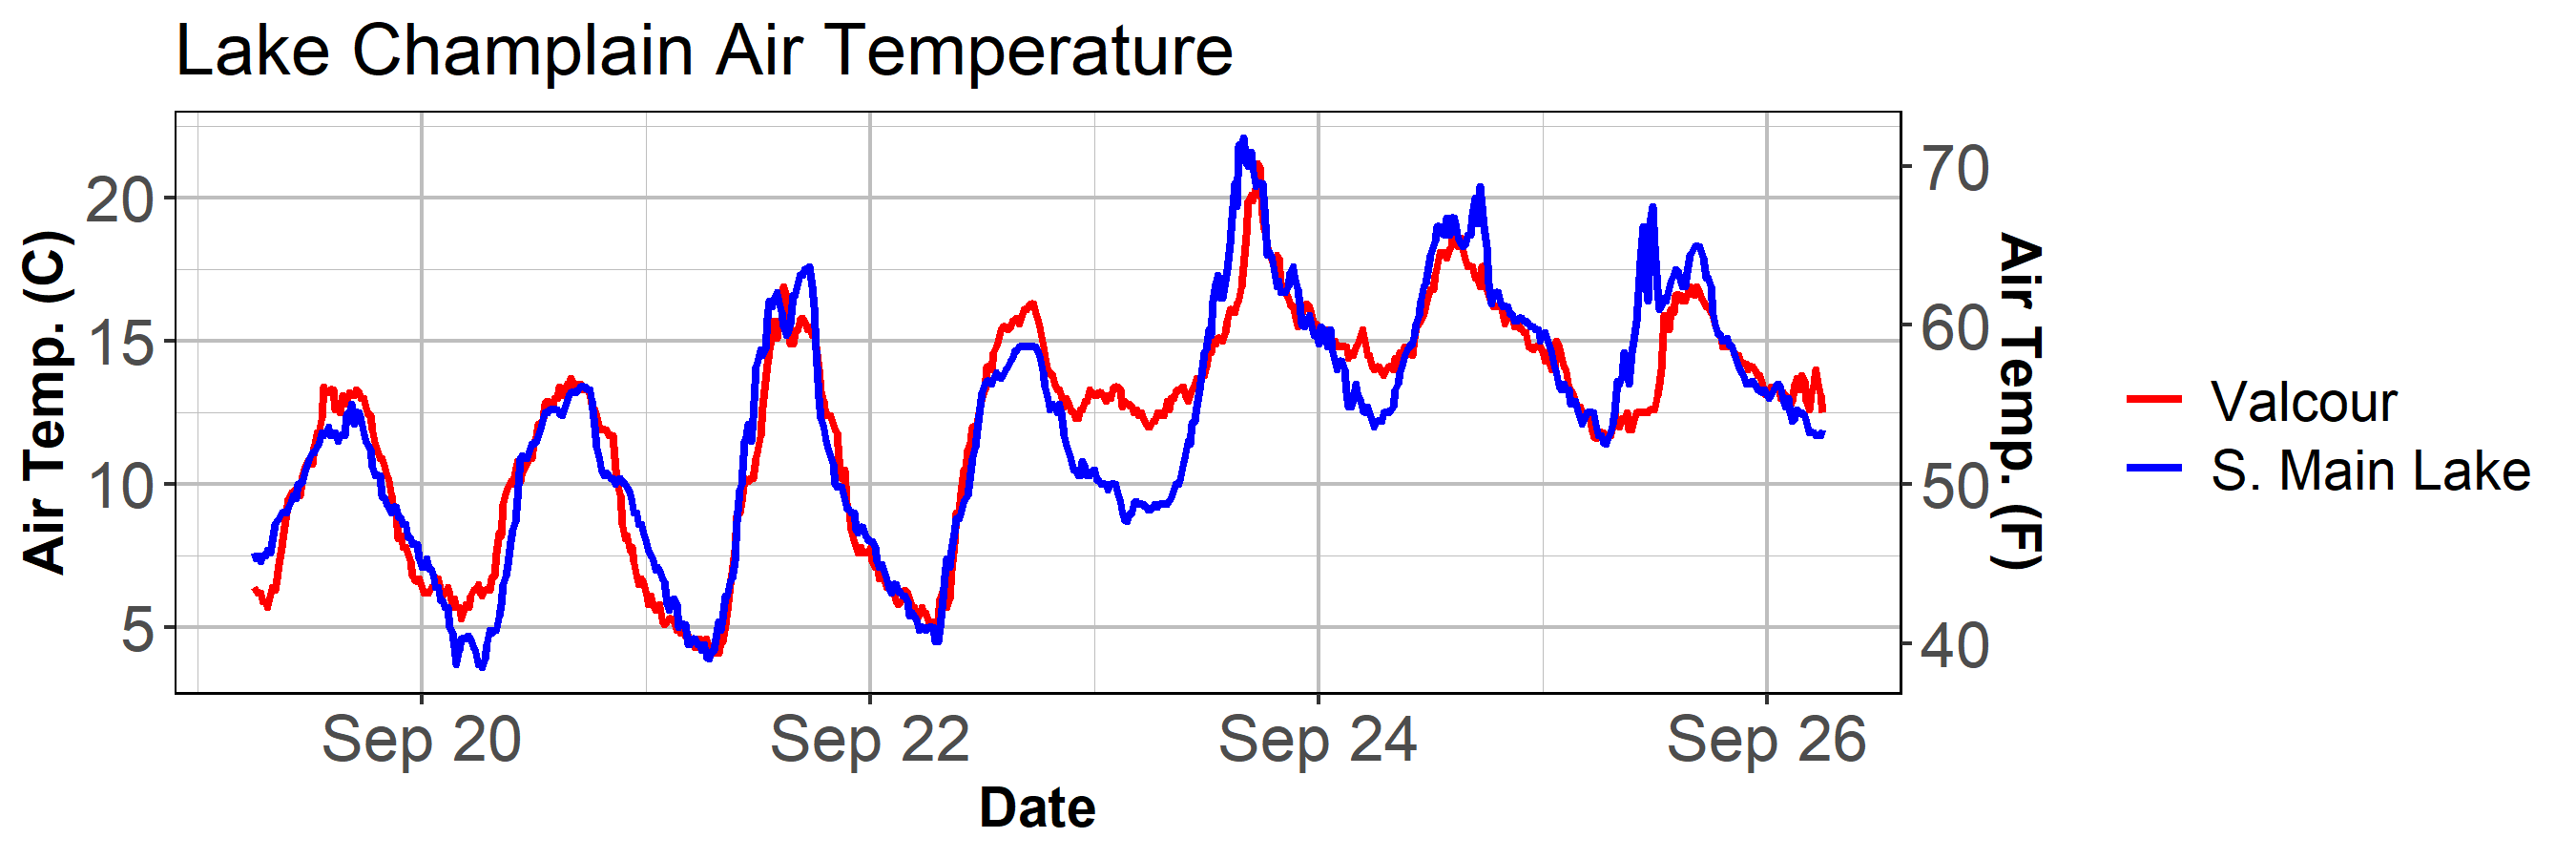 Lake Champlain Air Temperature
Air Temp. (C)
20
15
10
5
70
60
50
40
Air Temp. (F)
Sep 20
Sep 22
Sep 24
Sep 26
Date
Valcour
S. Main Lake